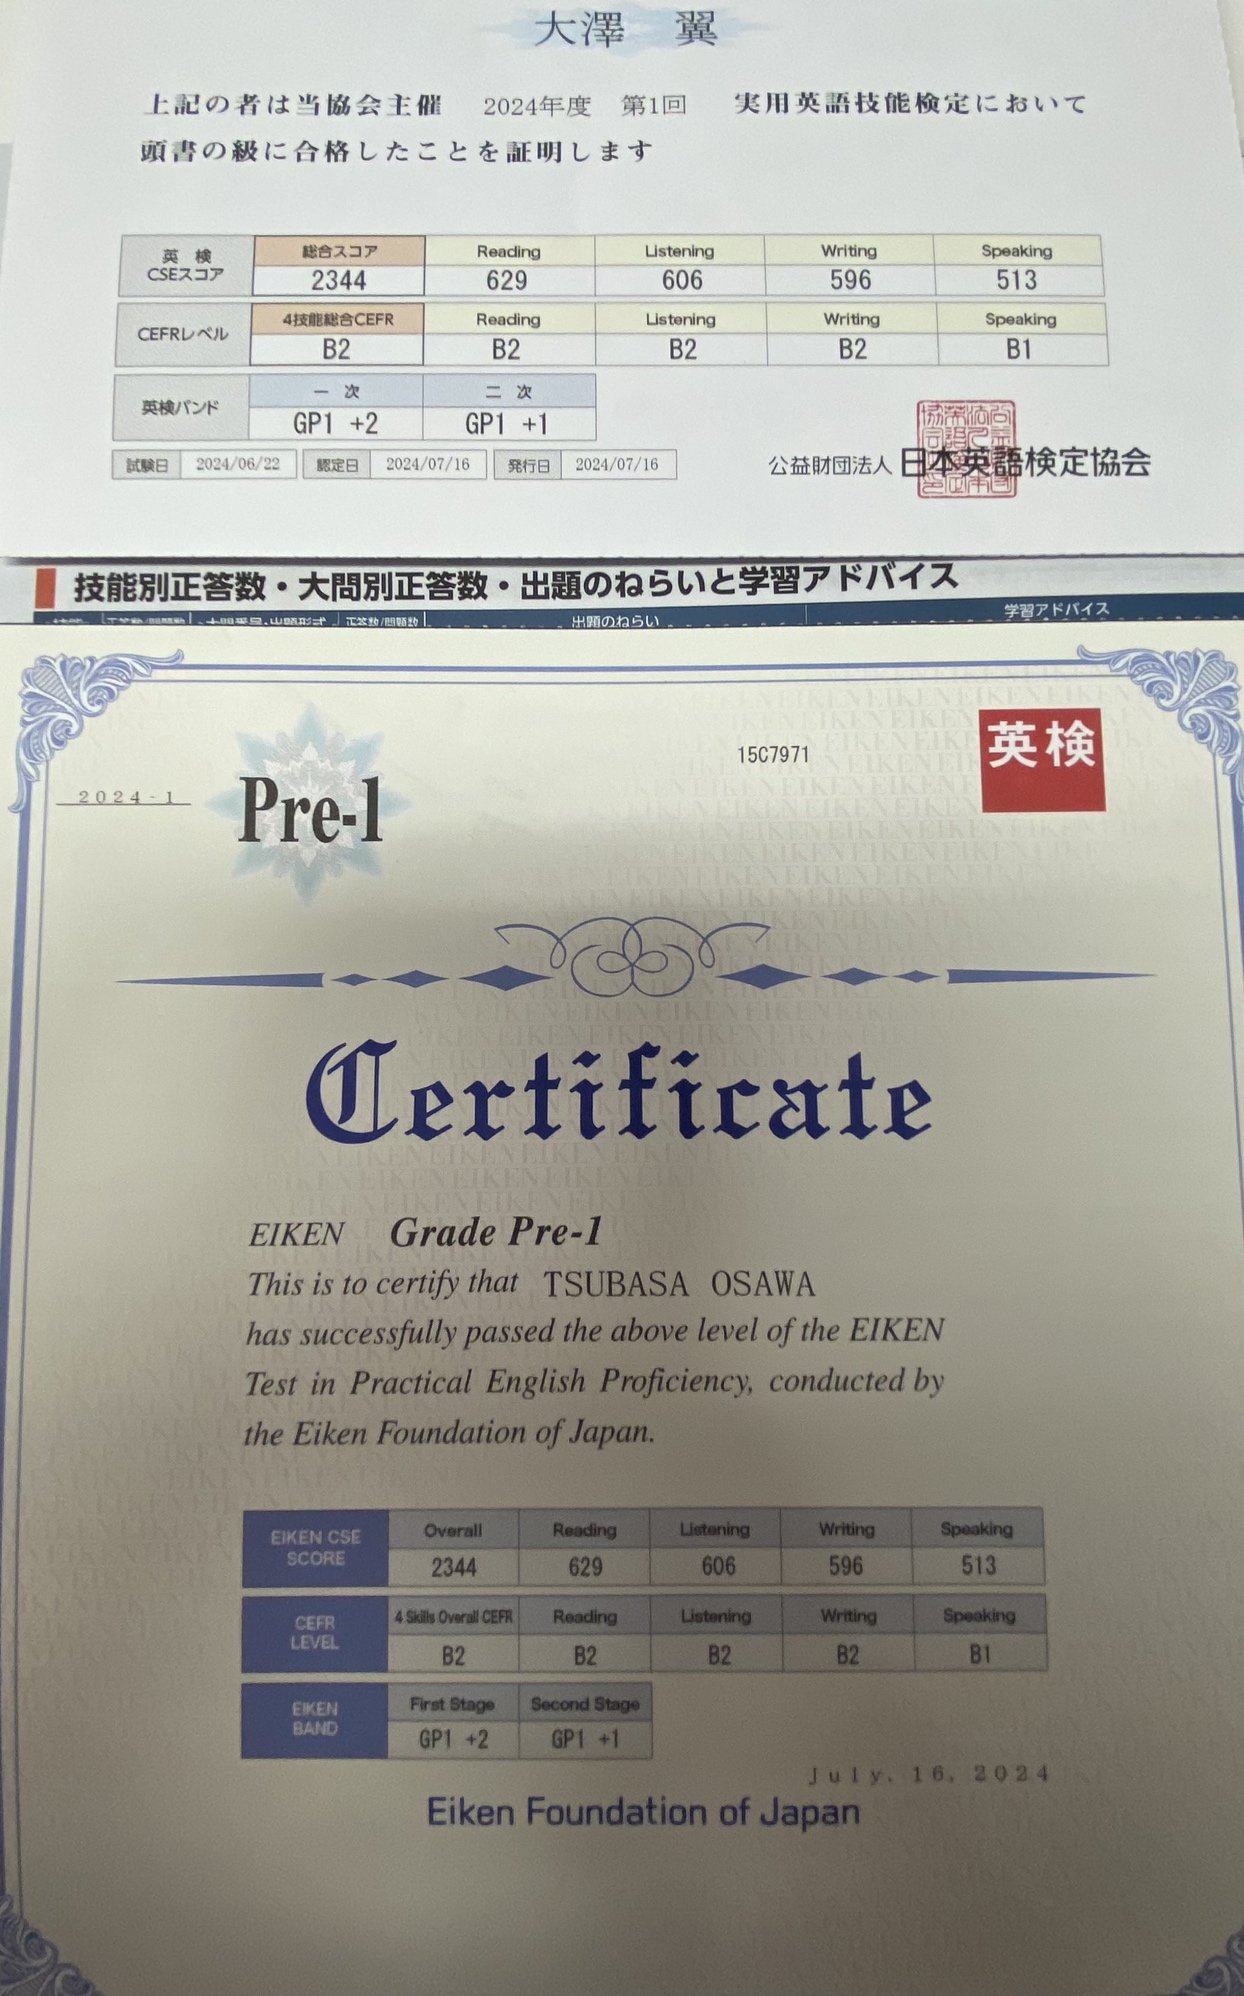 大澤　翼
上記の者は当協会主催　2024年度　第1回　実用英語技能検定において
頭書の級に合格したことを証明します
英検 CSEスコア 総合スコア Reading Listening Writing Speaking
2344 629 606 596 513
CEFRレベル 4技能総合CEFR Reading Listening Writing Speaking
B2 B2 B2 B2 B1
英検バンド 一次 二次
GP1 +2 GP1 +1
試験日 2024/06/22 認定日 2024/07/16 発行日 2024/07/16
公益財団法人 日本英語検定協会
技能別正答数・大問別正答数・出題のねらいと学習アドバイス
出題のねらい 学習アドバイス
2024-1
Pre-1
15C7971
英検
Certificate
EIKEN Grade Pre-1
This is to certify that TSUBASA OSAWA
has successfully passed the above level of the EIKEN
Test in Practical English Proficiency, conducted by
the Eiken Foundation of Japan.
EIKEN CSE SCORE Overall Reading Listening Writing Speaking
2344 629 606 596 513
CEFR LEVEL 4 Skills Overall CEFR Reading Listening Writing Speaking
B2 B2 B2 B2 B1
EIKEN BAND First Stage Second Stage
GP1 +2 GP1 +1
July, 16, 2024
Eiken Foundation of Japan